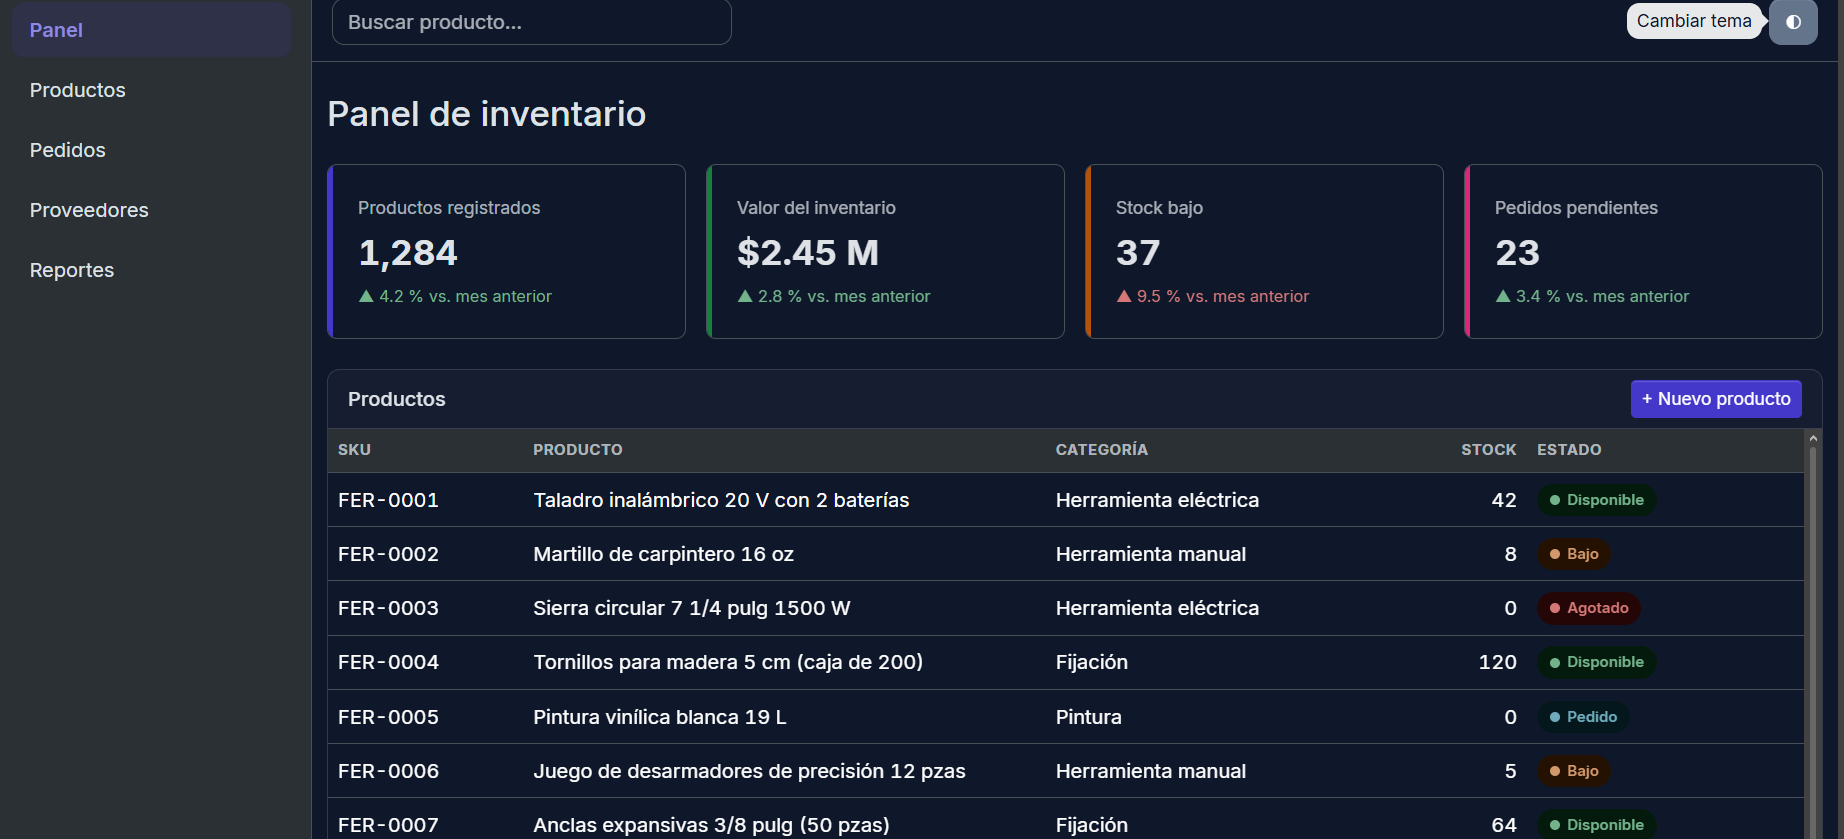 Panel
Productos
Pedidos
Proveedores
Reportes
Buscar producto...
Cambiar tema
Panel de inventario
Productos registrados
1,284
▲ 4.2 % vs. mes anterior
Valor del inventario
$2.45 M
▲ 2.8 % vs. mes anterior
Stock bajo
37
▲ 9.5 % vs. mes anterior
Pedidos pendientes
23
▲ 3.4 % vs. mes anterior
Productos
+ Nuevo producto
SKU PRODUCTO CATEGORÍA STOCK ESTADO
FER-0001 Taladro inalámbrico 20 V con 2 baterías Herramienta eléctrica 42 Disponible
FER-0002 Martillo de carpintero 16 oz Herramienta manual 8 Bajo
FER-0003 Sierra circular 7 1/4 pulg 1500 W Herramienta eléctrica 0 Agotado
FER-0004 Tornillos para madera 5 cm (caja de 200) Fijación 120 Disponible
FER-0005 Pintura vinílica blanca 19 L Pintura 0 Pedido
FER-0006 Juego de desarmadores de precisión 12 pzas Herramienta manual 5 Bajo
FER-0007 Anclas expansivas 3/8 pulg (50 pzas) Fijación 64 Disponible